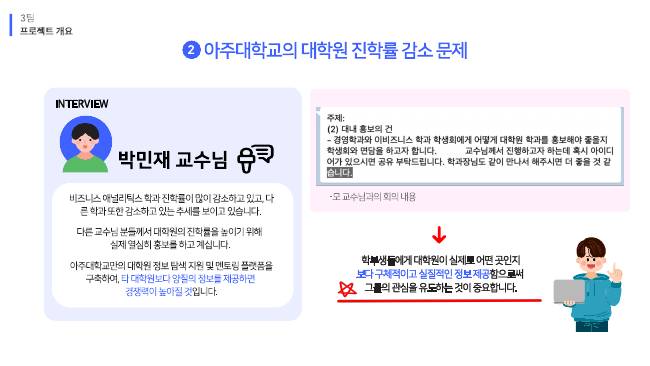 3팀
프로젝트 개요
2 아주대학교의 대학원 진학률 감소 문제
INTERVIEW
박민재 교수님
비즈니스 애널리틱스 학과 진학률이 많이 감소하고 있고, 다
른 학과 또한 감소하고 있는 추세를 보이고 있습니다.
다른 교수님 분들께서 대학원의 진학률을 높이기 위해
실제 열심히 홍보를 하고 계십니다.
아주대학교만의 대학원 정보 탐색 지원 및 멘토링 플랫폼을
구축하여, 타 대학원보다 양질의 정보를 제공하면
경쟁력이 높아질 것입니다.
주제:
(2) 대내 홍보의 건
- 경영학과와 이비즈니스 학과 학생회에게 어떻게 대학원 학과를 홍보해야 좋을지
학생회와 면담을 하고자 합니다. 교수님께서 진행하고자 하는데 혹시 아이디
어가 있으시면 공유 부탁드립니다. 학과장님도 같이 만나서 해주시면 더 좋을 것 같
습니다.
-모 교수님과의 회의 내용
학부생들에게 대학원이 실제로 어떤 곳인지
보다 구체적이고 실질적인 정보 제공함으로써
그들의 관심을 유도하는 것이 중요합니다.